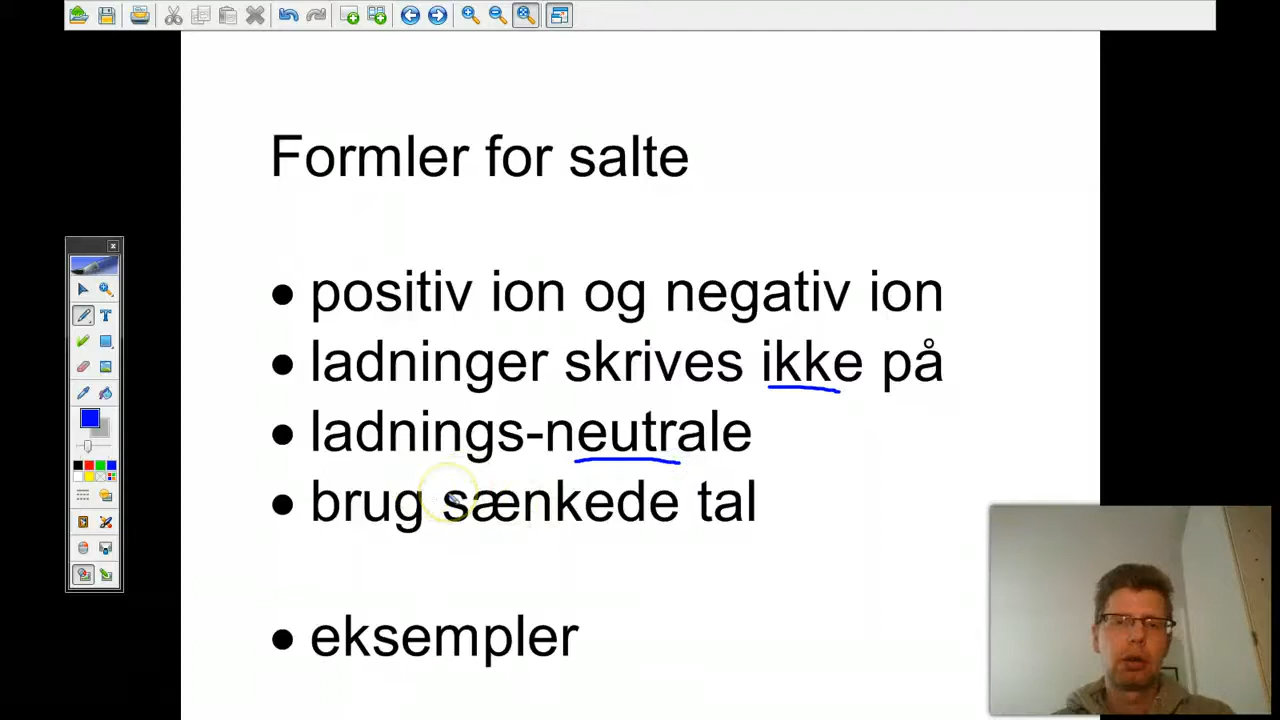 Formler for salte
• positiv ion og negativ ion
• ladninger skrives ikke på
• ladnings-neutrale
• brug sænkede tal
• eksempler